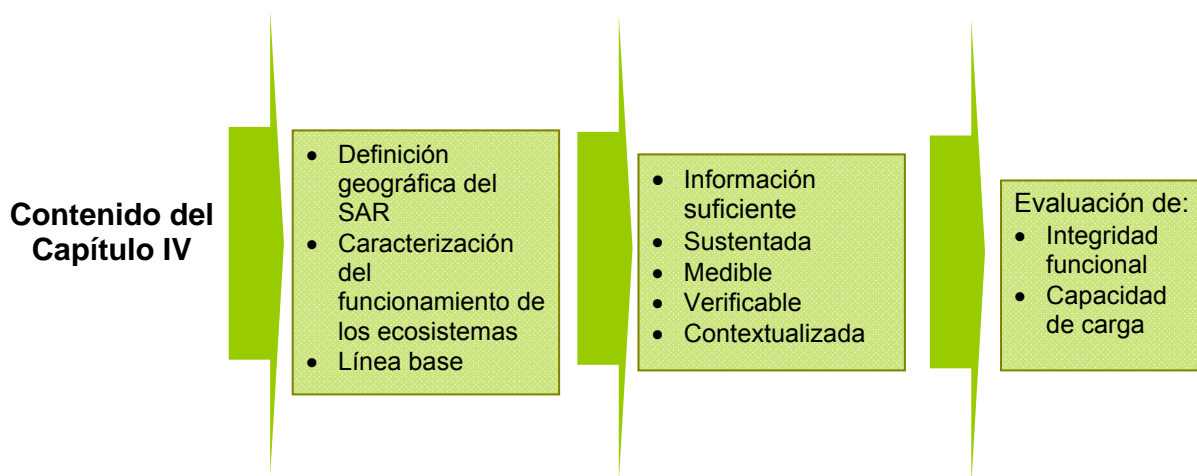 Contenido del
Capítulo IV
• Definición
geográfica del
SAR
• Caracterización
del
funcionamiento de
los ecosistemas
• Línea base
• Información
suficiente
• Sustentada
• Medible
• Verificable
• Contextualizada
Evaluación de:
• Integridad
funcional
• Capacidad
de carga